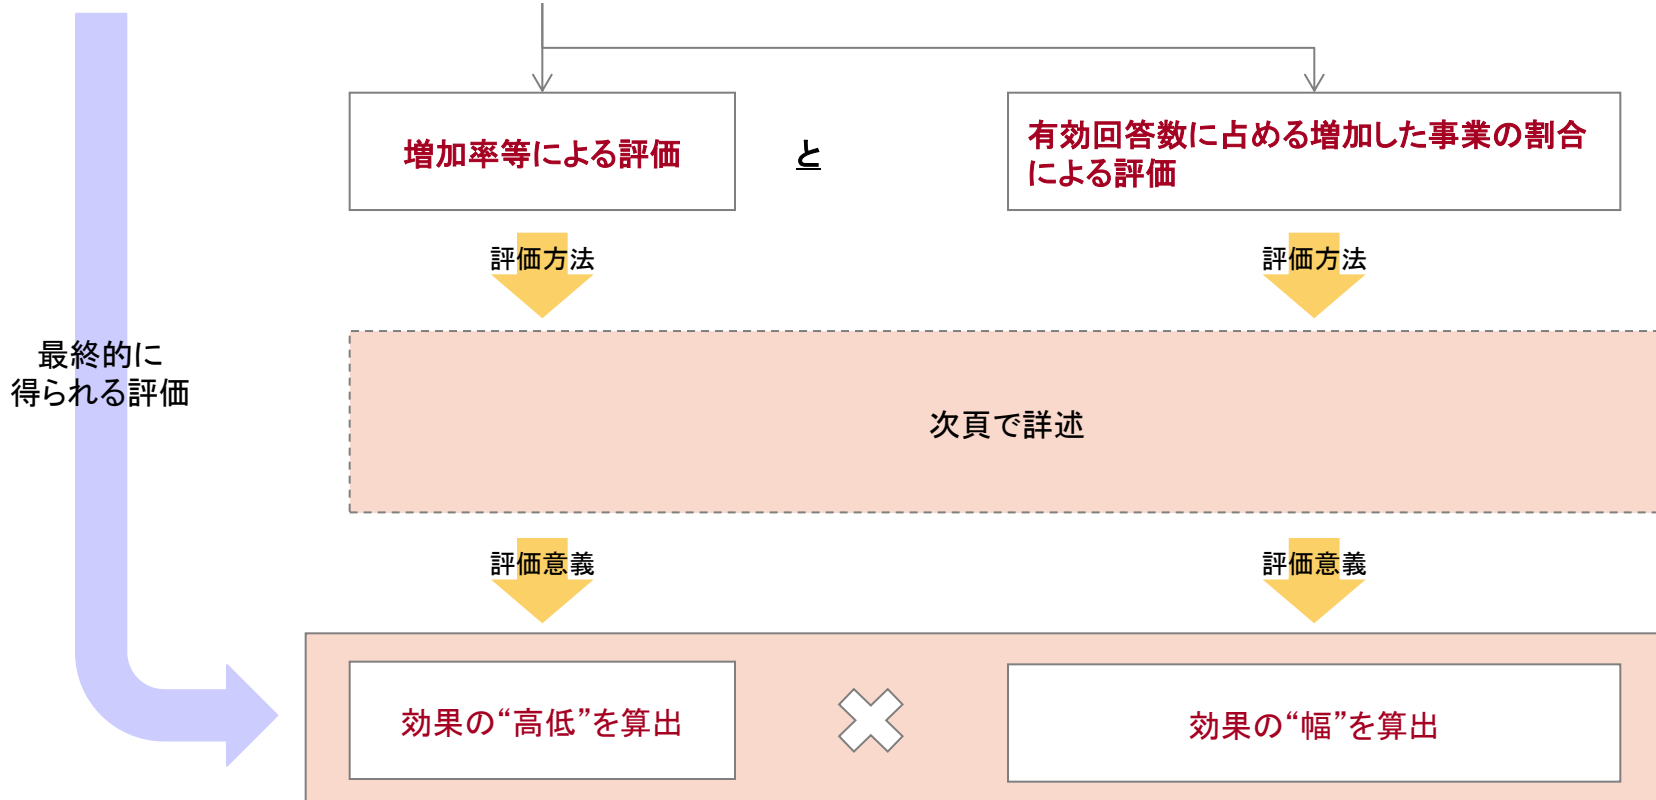 増加率等による評価
と
有効回答数に占める増加した事業の割合
による評価
評価方法
評価方法
最終的に
得られる評価
次頁で詳述
評価意義
評価意義
効果の“高低”を算出
効果の“幅”を算出